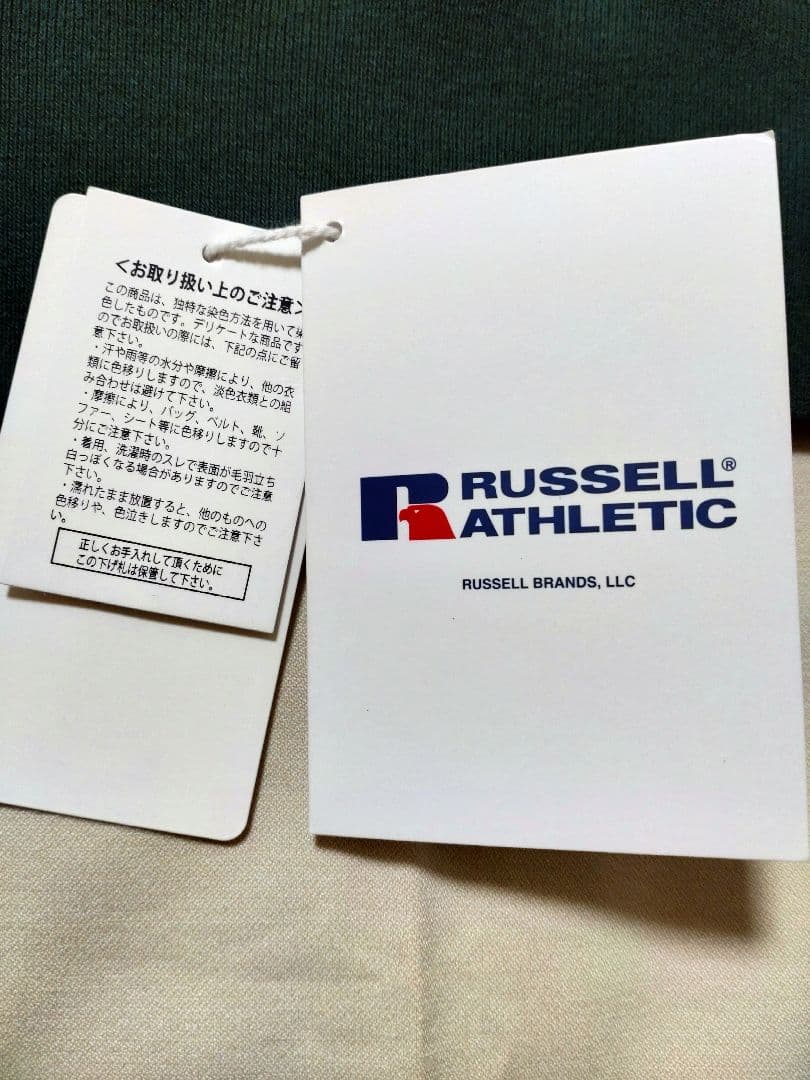 <お取り扱い上のご注意>
この商品は、独特な染色方法を用いて染
色したものです。デリケートな商品です
のでお取扱いの際には、下記の点にご留
意下さい。
・汗や雨等の水分や摩擦により、他の衣
類に色移りしますので、淡色衣類との組
み合わせは避けて下さい。
・摩擦により、バッグ、ベルト、靴、ソ
ファー、シート等に色移りしますので十
分にご注意下さい。
・着用、洗濯時のスレで表面が毛羽立ち
白っぽくなる場合がありますのでご注意
下さい。
・濡れたまま放置すると、他のものへの
色移りや、色泣きしますのでご注意下さ
い。
正しくお手入れして頂くために
この下げ札は保管して下さい。
R RUSSELL®
ATHLETIC
RUSSELL BRANDS, LLC